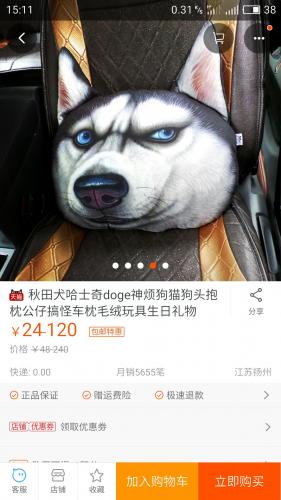 15:11
0.31 K/s
38
天猫 秋田犬哈士奇doge神烦狗猫狗头抱
枕公仔搞怪车枕毛绒玩具生日礼物
分享
¥24-120 包邮特惠
价格 ¥48-240
快递: 0.00 月销5655笔 江苏扬州
正品保证 赠运费险 极速退款
店铺优惠券 领取优惠券
客服
店铺
收藏
加入购物车
立即购买